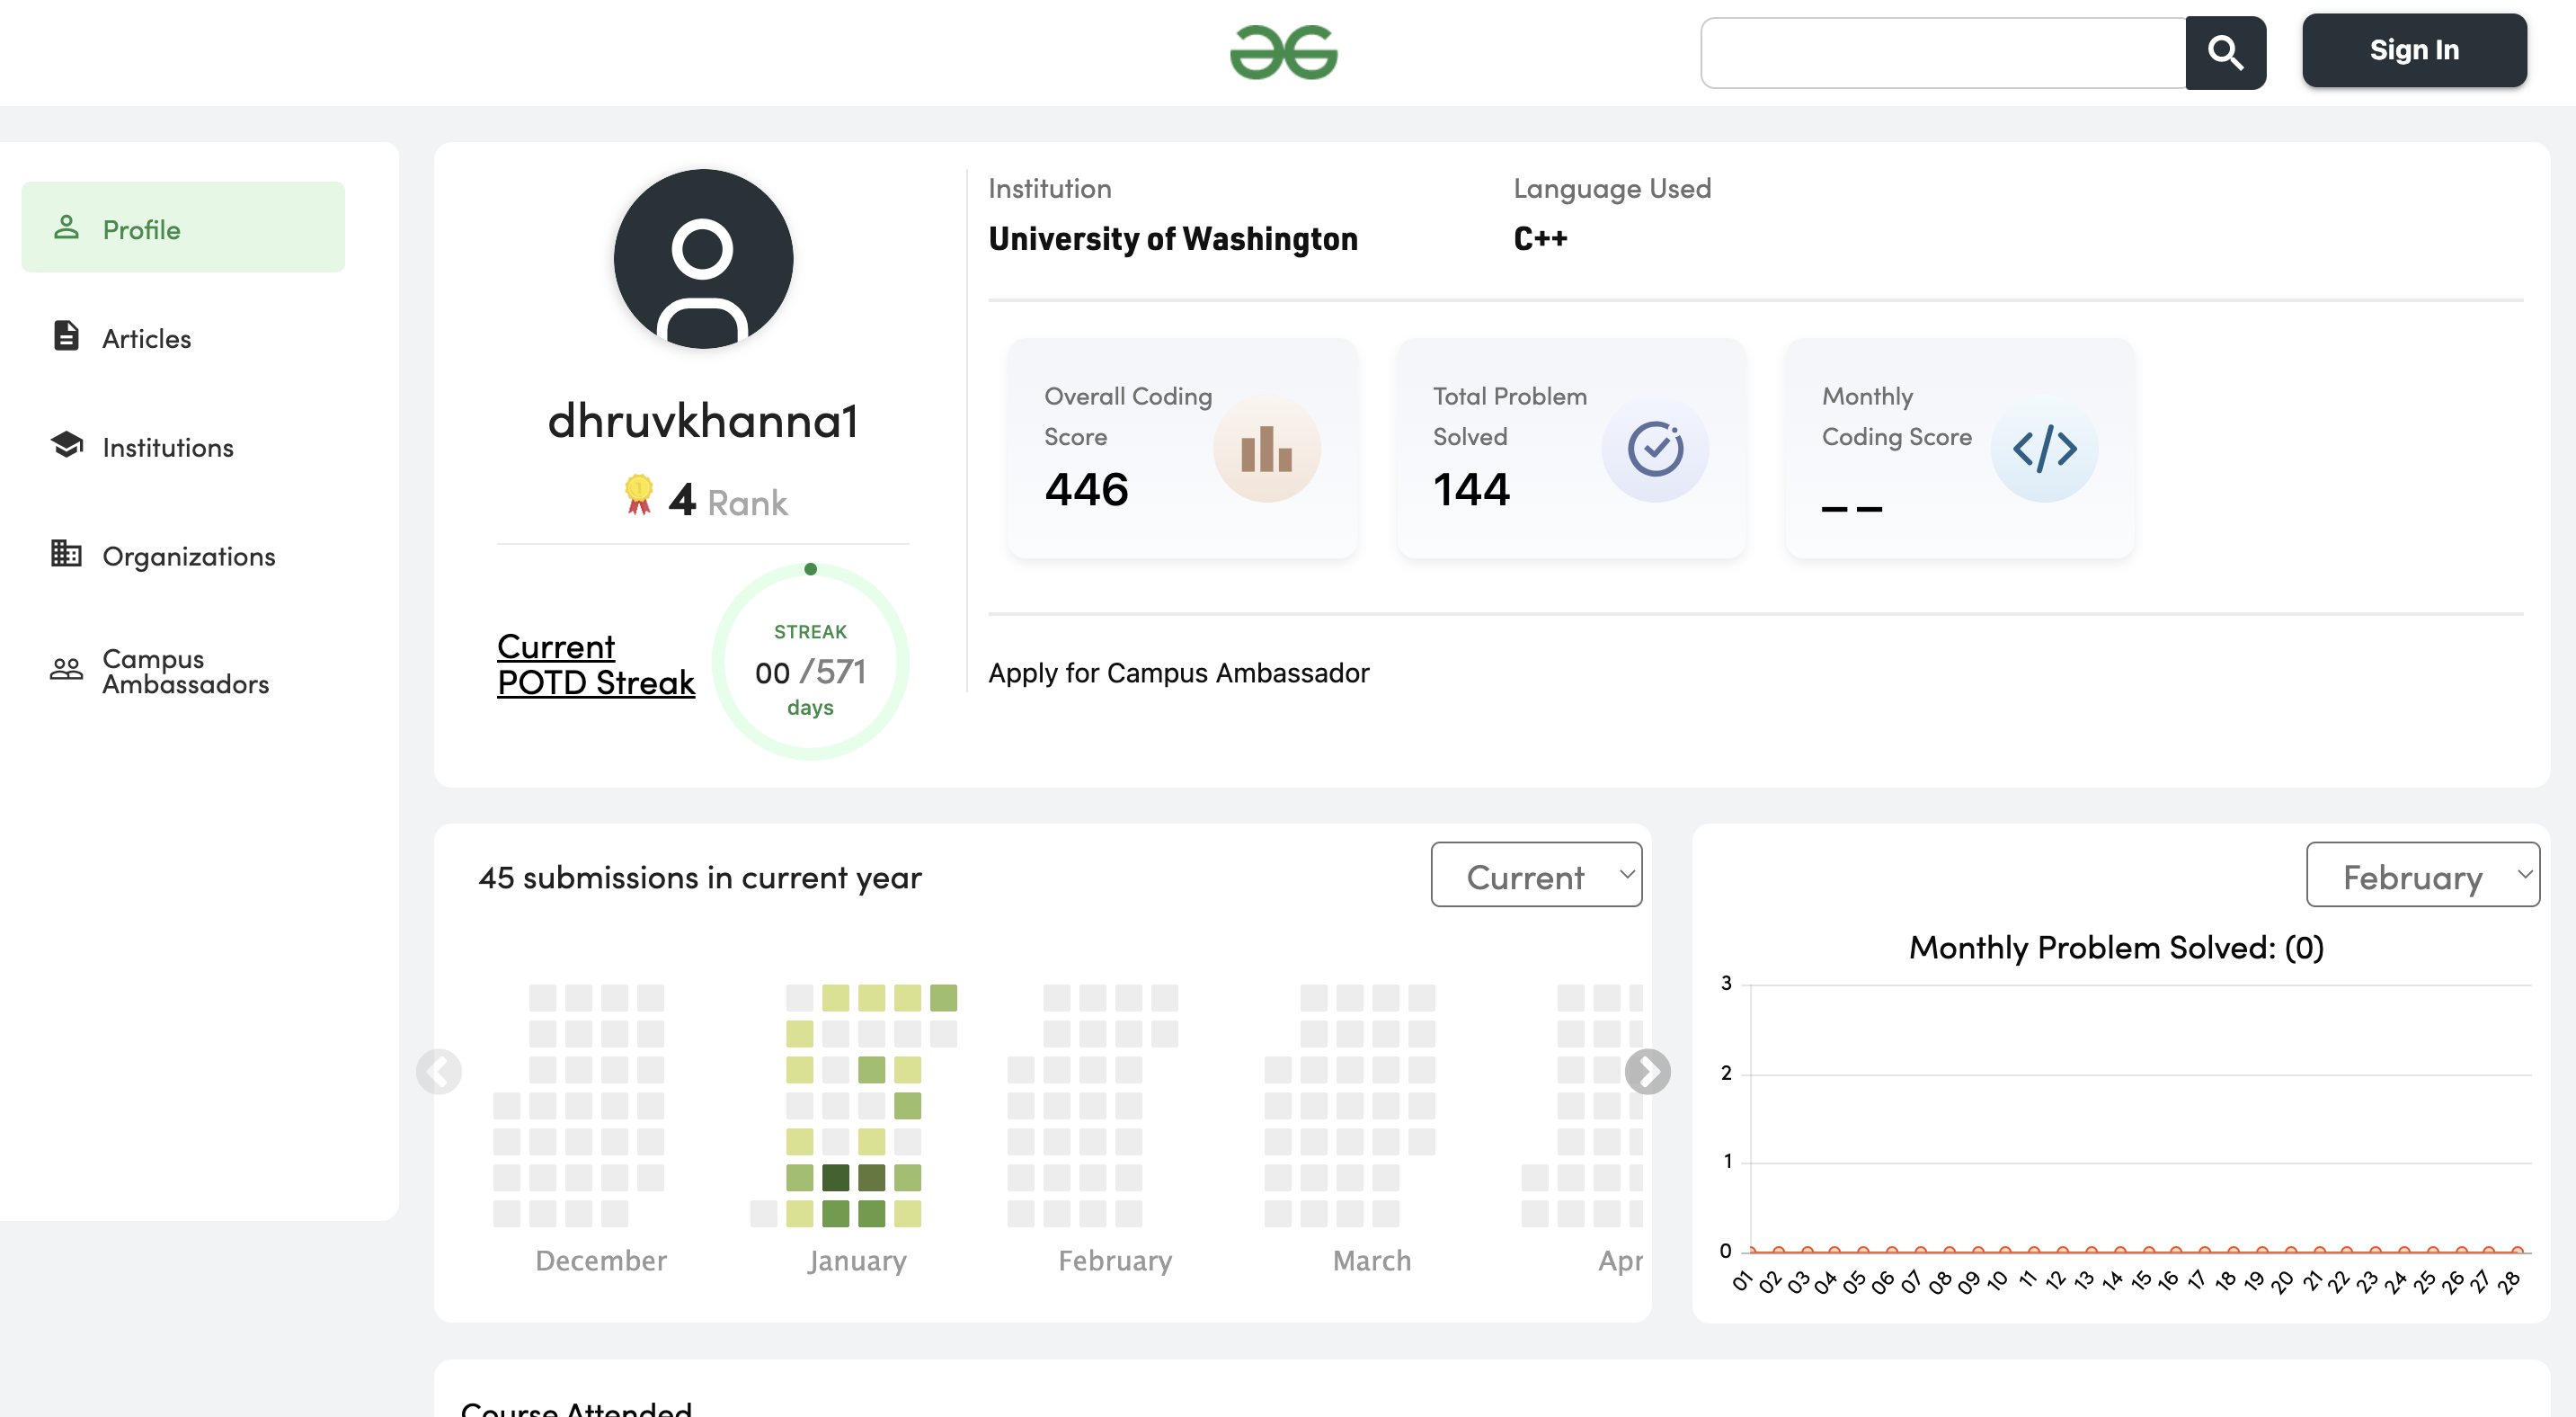 Sign In
Profile
Articles
Institutions
Organizations
Campus
Ambassadors
dhruvkhanna1
4 Rank
Current
POTD Streak
STREAK
00 /571
days
Institution
University of Washington
Language Used
C++
Overall Coding
Score
446
Total Problem
Solved
144
Monthly
Coding Score
_ _
Apply for Campus Ambassador
45 submissions in current year
Current
December
January
February
March
Apr
February
Monthly Problem Solved: (0)
3
2
1
0
01 02 03 04 05 06 07 08 09 10 11 12 13 14 15 16 17 18 19 20 21 22 23 24 25 26 27 28
Course Attended